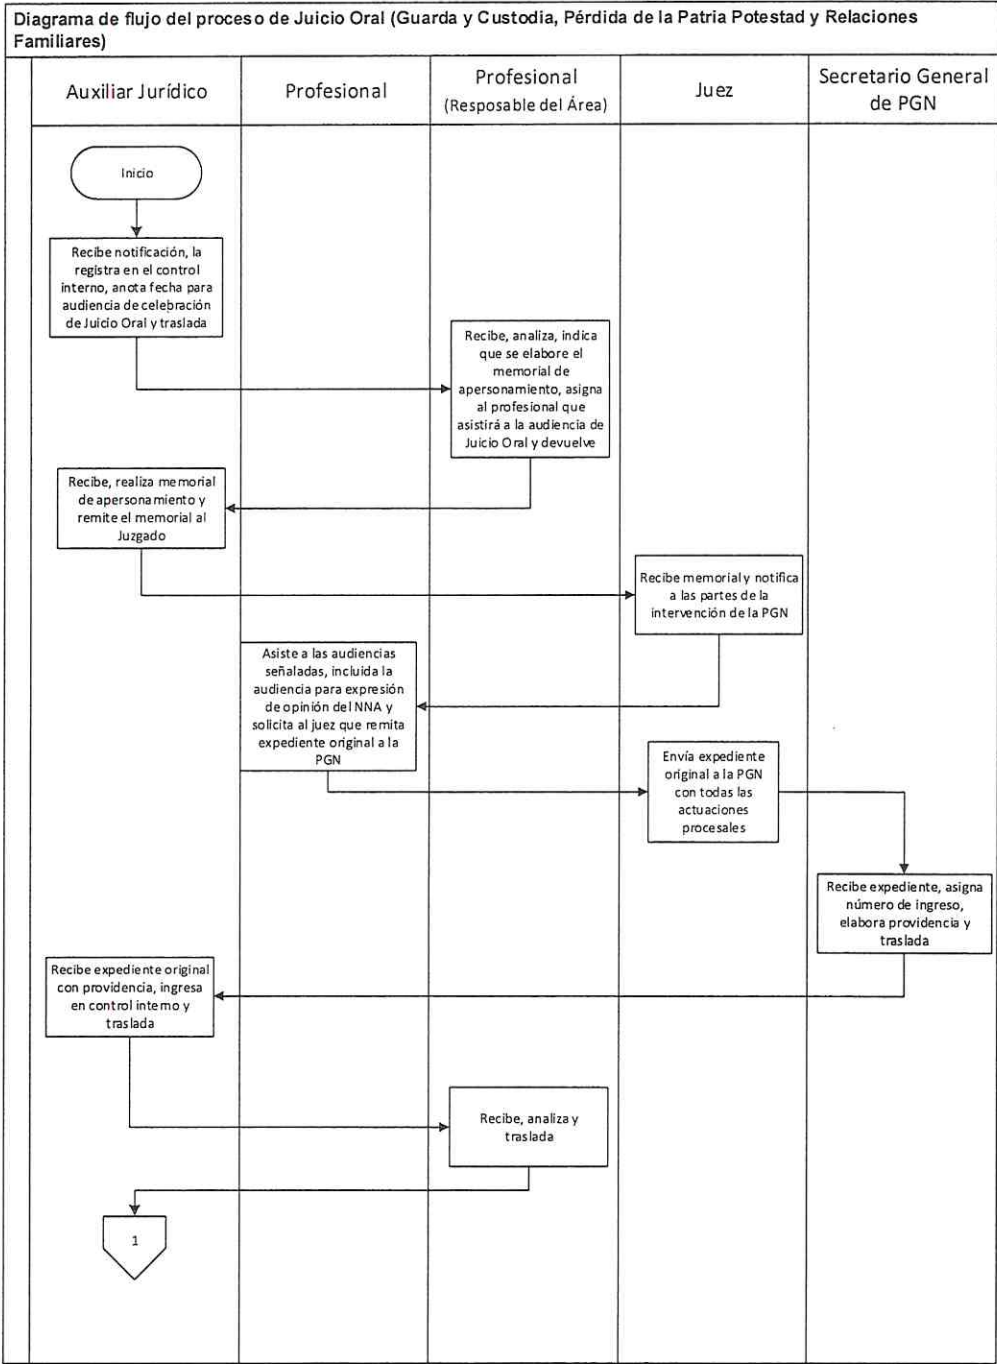 Diagrama de flujo del proceso de Juicio Oral (Guarda y Custodia, Pérdida de la Patria Potestad y Relaciones
Familiares)
Auxiliar Jurídico
Profesional
Profesional
(Resposable del Área)
Juez
Secretario General
de PGN
Inicio
Recibe notificación, la
registra en el control
interno, anota fecha para
audiencia de celebración
de Juicio Oral y traslada
Recibe, analiza, indica
que se elabore el
memorial de
apersonamiento, asigna
al profesional que
asistirá a la audiencia de
Juicio Oral y devuelve
Recibe, realiza memorial
de apersonamiento y
remite el memorial al
Juzgado
Recibe memorial y notifica
a las partes de la
intervención de la PGN
Asiste a las audiencias
señaladas, incluida la
audiencia para expresión
de opinión del NNA y
solicita al juez que remita
expediente original a la
PGN
Envía expediente
original a la PGN
con todas las
actuaciones
procesales
Recibe expediente, asigna
número de ingreso,
elabora providencia y
traslada
Recibe expediente original
con providencia, ingresa
en control interno y
traslada
Recibe, analiza y
traslada
1